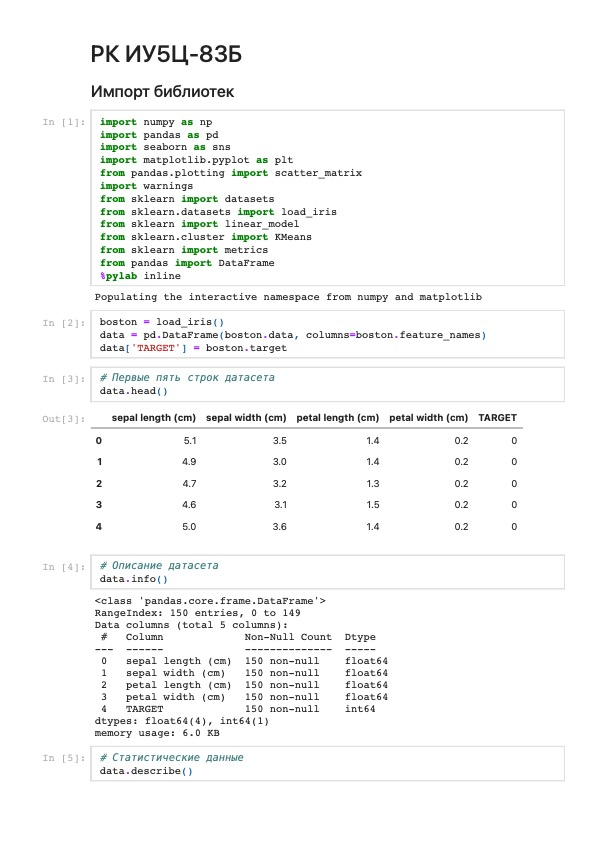 РК ИУ5Ц-83Б
Импорт библиотек
In [1]:
import numpy as np
import pandas as pd
import seaborn as sns
import matplotlib.pyplot as plt
from pandas.plotting import scatter_matrix
import warnings
from sklearn import datasets
from sklearn.datasets import load_iris
from sklearn import linear_model
from sklearn.cluster import KMeans
from sklearn import metrics
from pandas import DataFrame
%pylab inline
Populating the interactive namespace from numpy and matplotlib
In [2]:
boston = load_iris()
data = pd.DataFrame(boston.data, columns=boston.feature_names)
data['TARGET'] = boston.target
In [3]:
# Первые пять строк датасета
data.head()
Out[3]:
sepal length (cm) sepal width (cm) petal length (cm) petal width (cm) TARGET
0 5.1 3.5 1.4 0.2 0
1 4.9 3.0 1.4 0.2 0
2 4.7 3.2 1.3 0.2 0
3 4.6 3.1 1.5 0.2 0
4 5.0 3.6 1.4 0.2 0
In [4]:
# Описание датасета
data.info()
<class 'pandas.core.frame.DataFrame'>
RangeIndex: 150 entries, 0 to 149
Data columns (total 5 columns):
# Column Non-Null Count Dtype
--- ------ -------------- -----
0 sepal length (cm) 150 non-null float64
1 sepal width (cm) 150 non-null float64
2 petal length (cm) 150 non-null float64
3 petal width (cm) 150 non-null float64
4 TARGET 150 non-null int64
dtypes: float64(4), int64(1)
memory usage: 6.0 KB
In [5]:
# Статистические данные
data.describe()